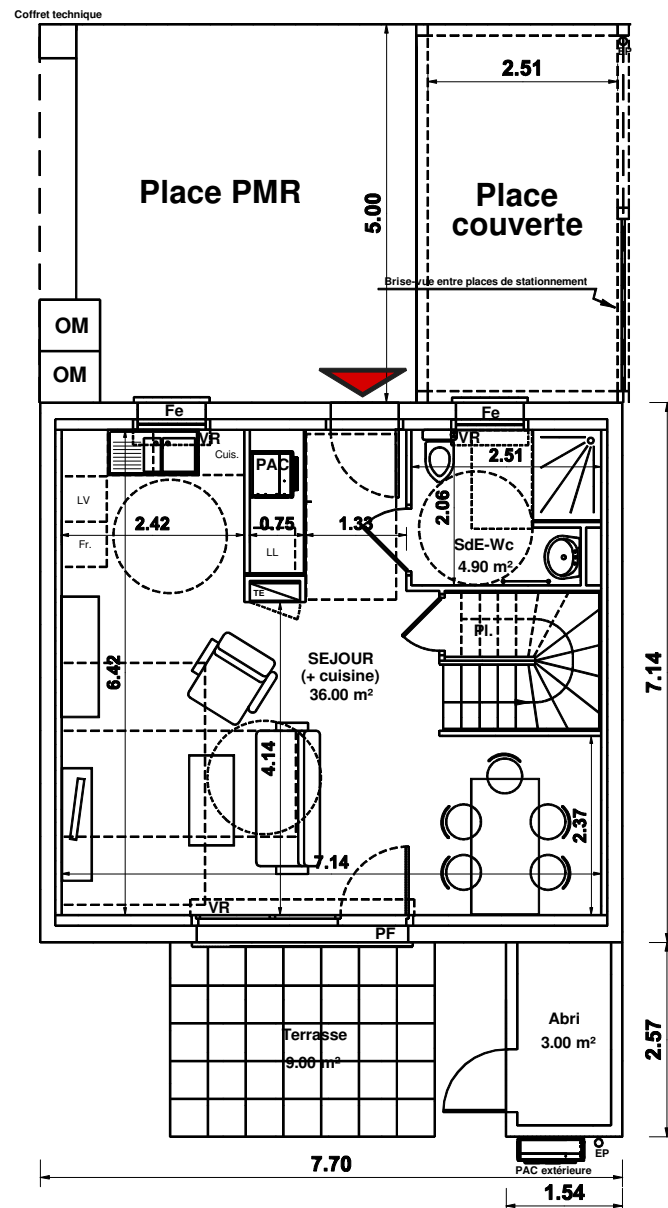 Coffret technique
EP
2.51
Place PMR
5.00
Place
couverte
Brise-vue entre places de stationnement
OM
OM
Fe
Fe
VR
VR
Cuis.
PAC
2.51
LV
2.06
2.42
0.75
1.33
Fr.
LL
SdE-Wc
4.90 m²
TE
Pl.
6.42
SEJOUR
(+ cuisine)
36.00 m²
7.14
4.14
2.37
7.14
VR
PF
Terrasse
9.00 m²
Abri
3.00 m²
2.57
EP
PAC extérieure
7.70
1.54